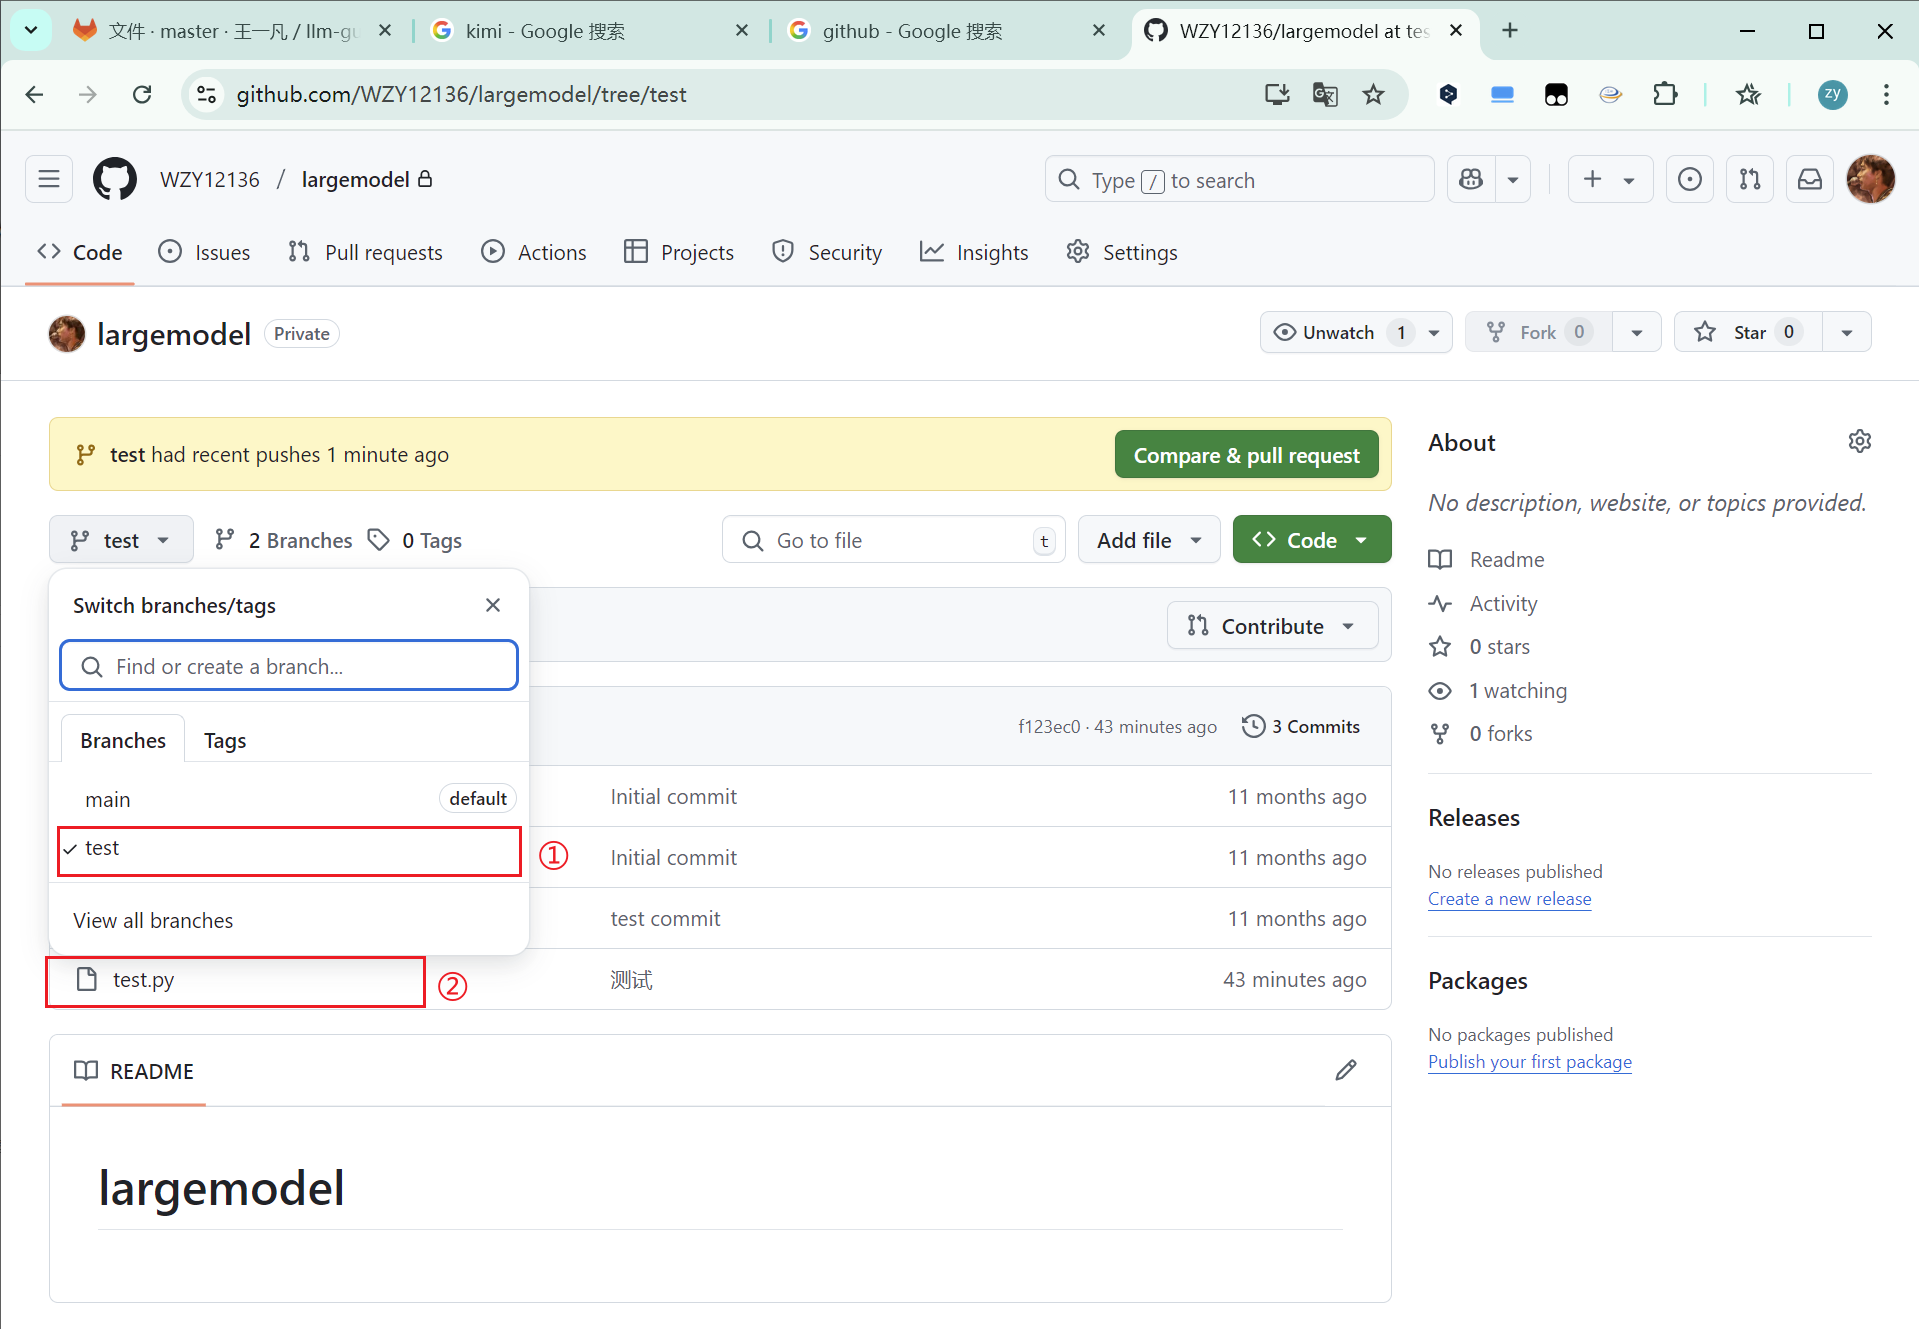 文件 · master · 王一凡 / llm-gu
kimi - Google 搜索
github - Google 搜索
WZY12136/largemodel at tes
github.com/WZY12136/largemodel/tree/test
zy
WZY12136 / largemodel
Type / to search
Code
Issues
Pull requests
Actions
Projects
Security
Insights
Settings
largemodel Private
Unwatch 1
Fork 0
Star 0
test had recent pushes 1 minute ago
Compare & pull request
test
2 Branches
0 Tags
Go to file t
Add file
Code
Switch branches/tags
Find or create a branch...
Branches
Tags
main default
test
①
View all branches
Contribute
f123ec0 · 43 minutes ago
3 Commits
Initial commit 11 months ago
Initial commit 11 months ago
test commit 11 months ago
test.py ② 测试 43 minutes ago
README
largemodel
About
No description, website, or topics provided.
Readme
Activity
0 stars
1 watching
0 forks
Releases
No releases published
Create a new release
Packages
No packages published
Publish your first package